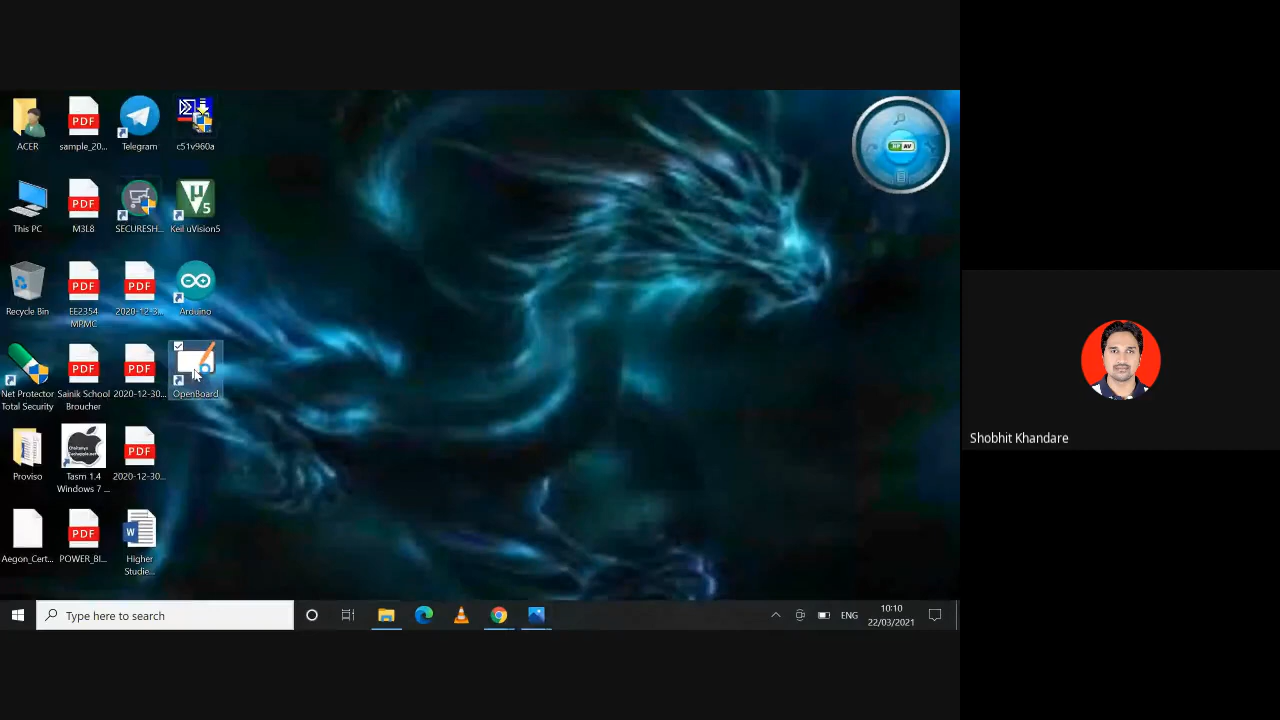 ACER
PDF
sample_20...
Telegram
c51v960a
This PC
PDF
M3L8
SECURESH...
Keil uVision5
Recycle Bin
PDF
EE2354
MPMC
PDF
2020-12-3...
Arduino
Net Protector
Total Security
PDF
Sainik School
Broucher
PDF
2020-12-30...
OpenBoard
Proviso
Tasm 1.4
Windows 7 ...
PDF
2020-12-30...
Aegon_Cert...
PDF
POWER_BI...
Higher
Studie...
Type here to search
ENG
10:10
22/03/2021
Shobhit Khandare